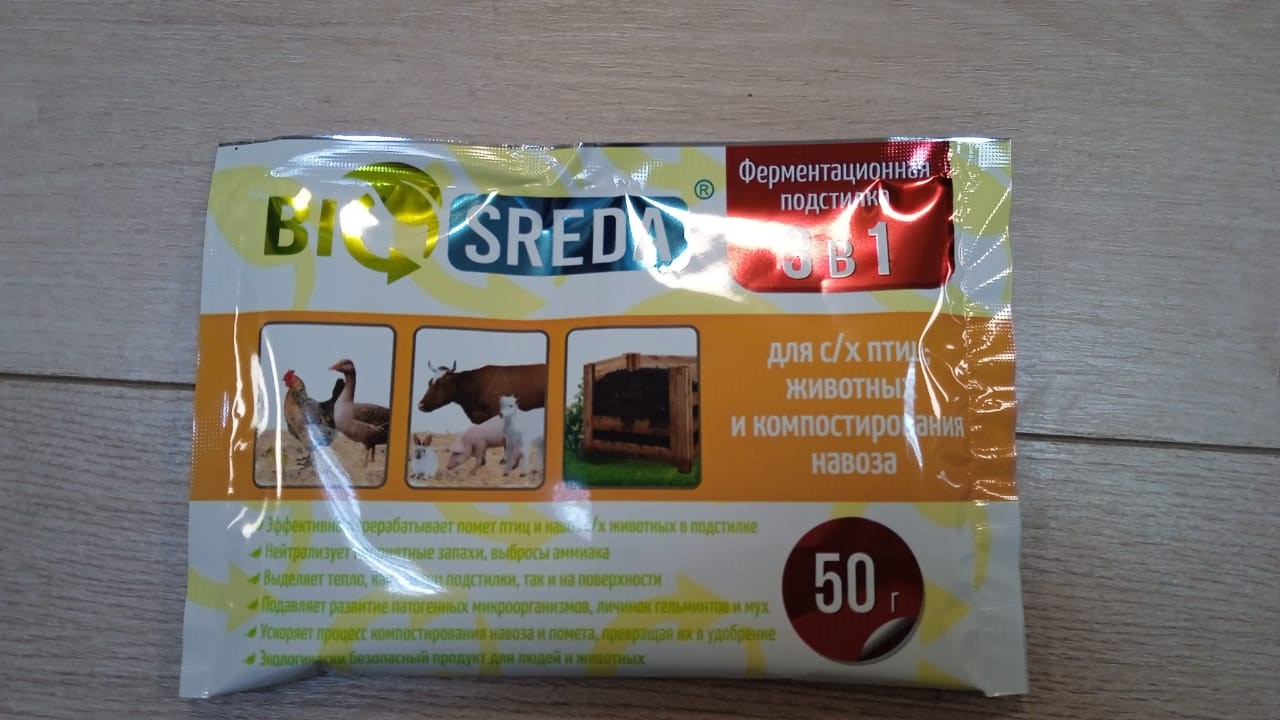 BIO SREDA ®
Ферментационная
подстилка
3 в 1
для с/х птиц,
животных
и компостирования
навоза
Эффективно перерабатывает помет птиц и навоз с/х животных в подстилке
Нейтрализует неприятные запахи, выбросы аммиака
Выделяет тепло, как подстилки, так и на поверхности
Подавляет развитие патогенных микроорганизмов, личинок гельминтов и мух
Ускоряет процесс компостирования навоза и помета, превращая их в удобрение
Экологически безопасный продукт для людей и животных
50 г